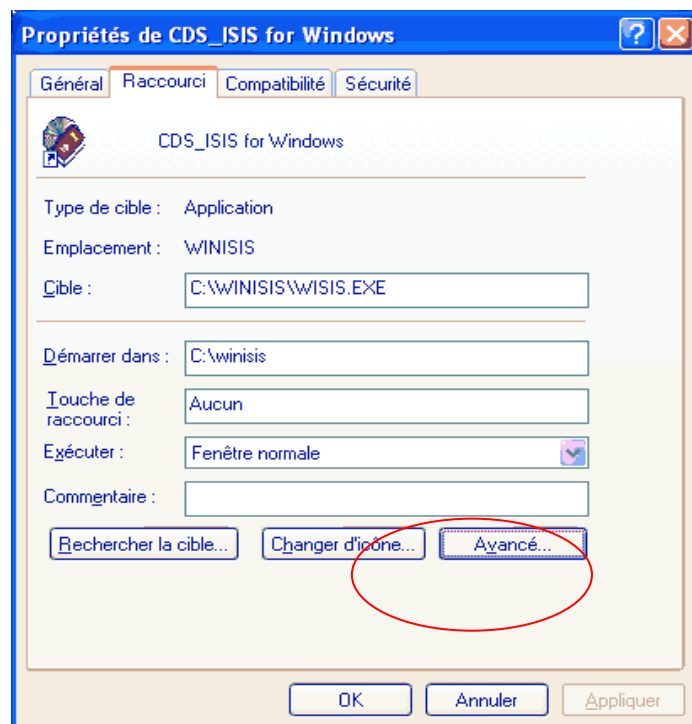 Propriétés de CDS_ISIS for Windows
Général Raccourci Compatibilité Sécurité
CDS_ISIS for Windows
Type de cible : Application
Emplacement : WINISIS
Cible : C:\WINISIS\WISIS.EXE
Démarrer dans : C:\winisis
Touche de
raccourci : Aucun
Exécuter : Fenêtre normale
Commentaire :
Rechercher la cible... Changer d'icône... Avancé...
OK Annuler Appliquer